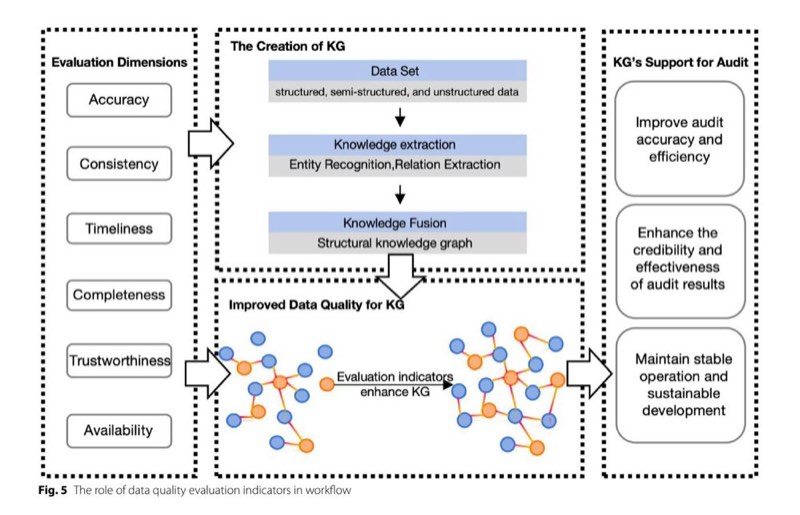 Evaluation Dimensions
Accuracy
Consistency
Timeliness
Completeness
Trustworthiness
Availability
The Creation of KG
Data Set
structured, semi-structured, and unstructured data
Knowledge extraction
Entity Recognition,Relation Extraction
Knowledge Fusion
Structural knowledge graph
Improved Data Quality for KG
Evaluation indicators
enhance KG
KG's Support for Audit
Improve audit
accuracy and
efficiency
Enhance the
credibility and
effectiveness
of audit results
Maintain stable
operation and
sustainable
development
Fig. 5 The role of data quality evaluation indicators in workflow